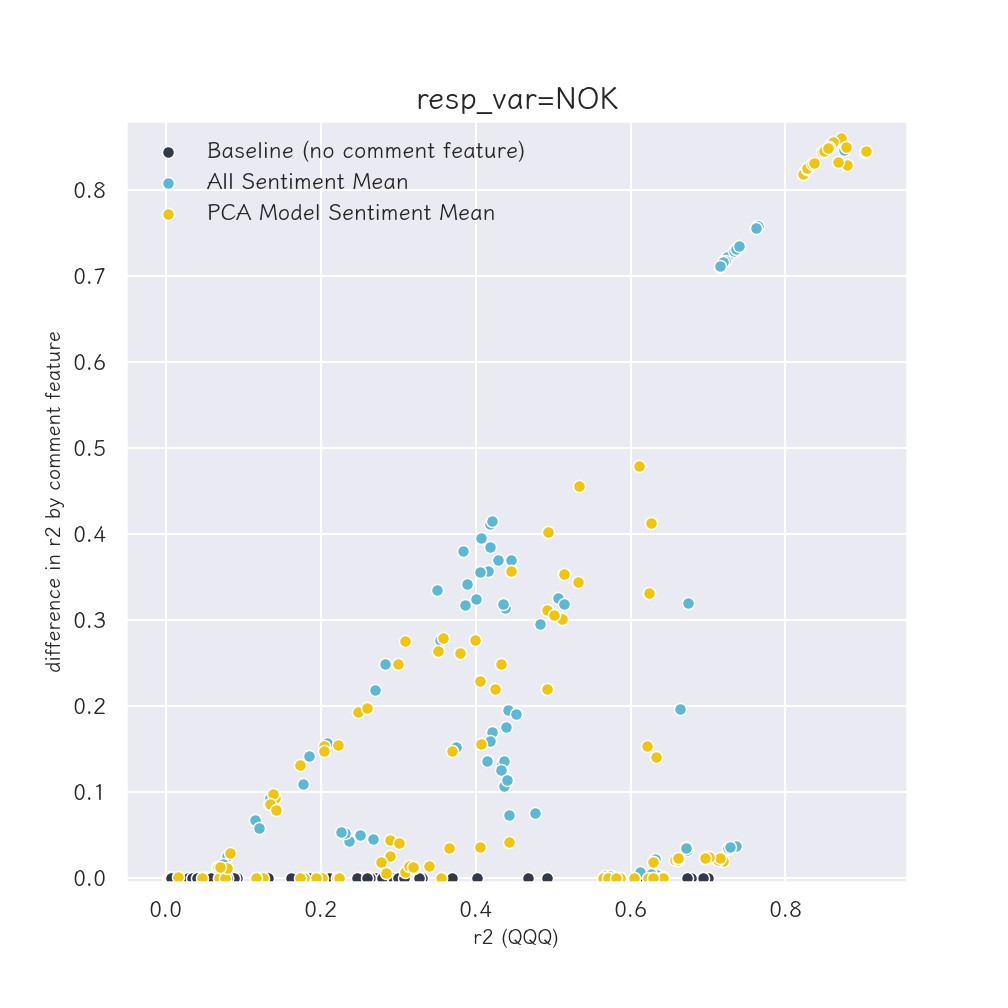 resp_var=NOK
Baseline (no comment feature)
All Sentiment Mean
PCA Model Sentiment Mean
difference in r2 by comment feature
0.8
0.7
0.6
0.5
0.4
0.3
0.2
0.1
0.0
0.0 0.2 0.4 0.6 0.8
r2 (QQQ)